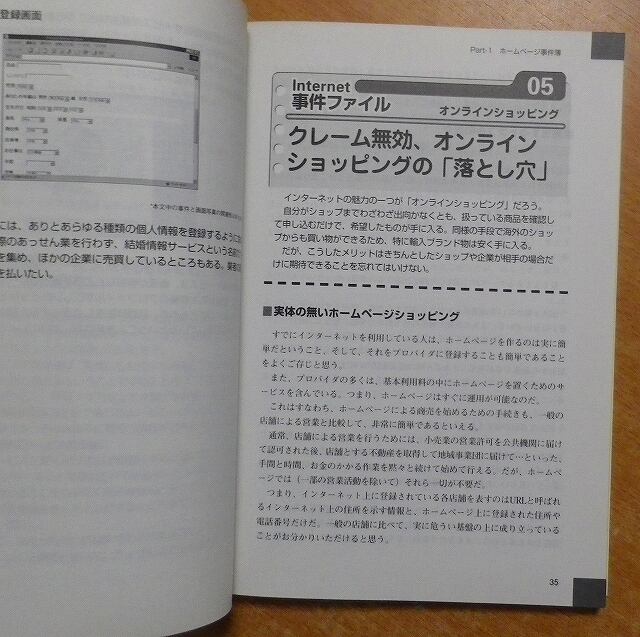 登録画面
*本文中の事件と画面写真の
には、ありとあらゆる種類の個人情報を登録するように
際のあっせん業を行わず、結婚情報サービスという名
を集め、ほかの企業に売買しているところもある。業者
を払いたい。
Part-1 ホームページ事件簿
05
Internet
事件ファイル
オンラインショッピング
クレーム無効、オンライン
ショッピングの「落とし穴」
インターネットの魅力の一つが「オンラインショッピング」だろう。
自分がショップまでわざわざ出向かなくとも、扱っている商品を確認し
て申し込むだけで、希望したものが手に入る。同様の手段で海外のショッ
プからも買い物ができるため、特に輸入ブランド物は安く手に入る。
だが、こうしたメリットはきちんとしたショップや企業が相手の場合だ
けに期待できることを忘れてはいけない。
■実体の無いホームページショッピング
すでにインターネットを利用している人は、ホームページを作るのは実に簡
単だということ、そして、それをプロバイダに登録することも簡単であること
をよくご存じと思う。
また、プロバイダの多くは、基本利用料の中にホームページを置くためのサ
ービスを含んでいる。つまり、ホームページはすぐに運用が可能なのだ。
これはすなわち、ホームページによる商売を始めるための手続きも、一般の
店舗による営業と比較して、非常に簡単であるといえる。
通常、店舗による営業を行うためには、小売業の営業許可を公共機関に届け
て認可された後、店舗とする不動産を取得して地域事業団に届けて…といった、
手間と時間、お金のかかる作業を黙々と続けて始めて行える。だが、ホームペ
ージでは（一部の営業活動を除いて）それら一切が不要だ。
つまり、インターネット上に登録されている各店舗を表すのはURLと呼ばれ
るインターネット上の住所を示す情報と、ホームページ上に登録された住所や
電話番号だけだ。一般の店舗に比べて、実に危うい基盤の上に成り立っている
ことがお分かりいただけると思う。
35